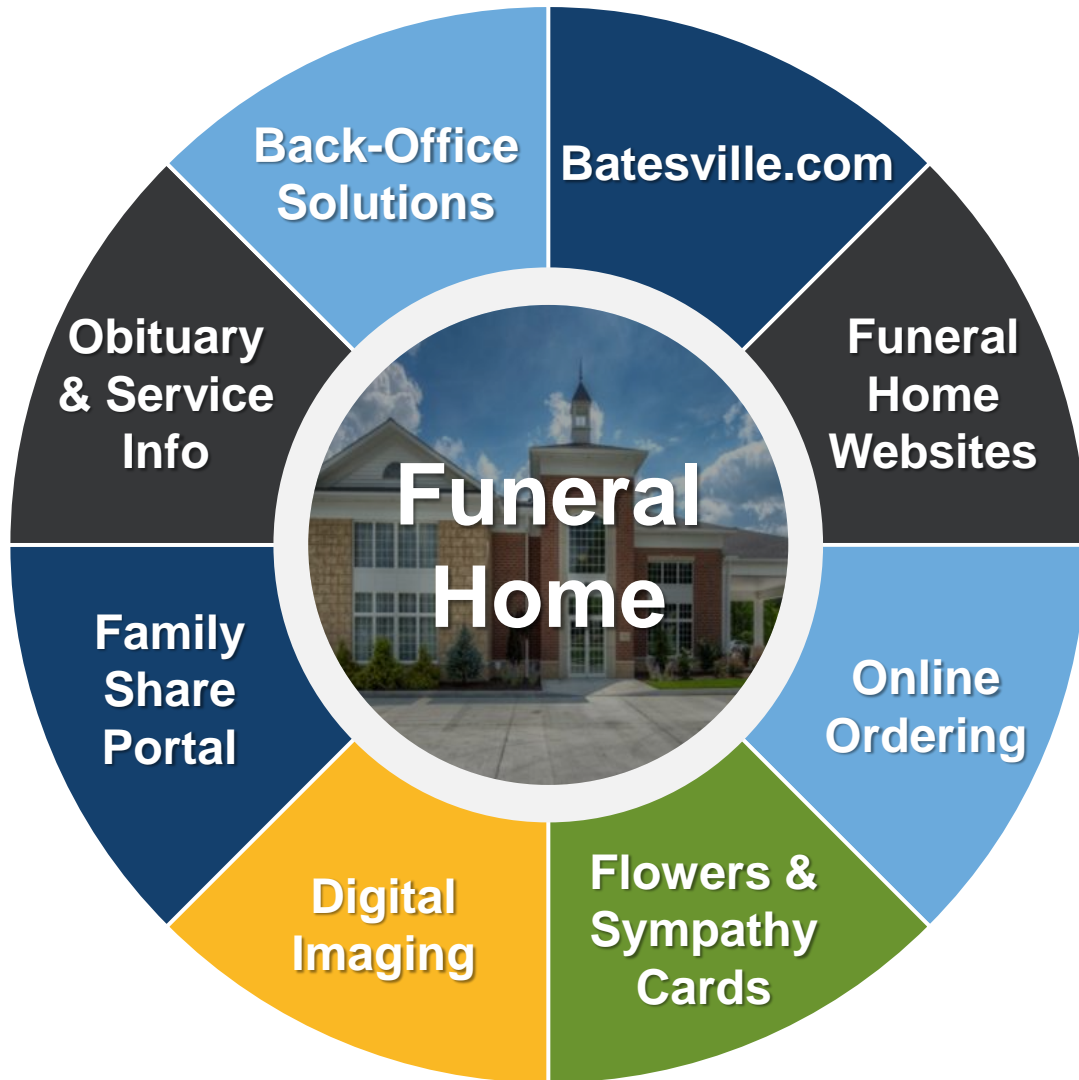 Back-Office
Solutions
Batesville.com
Funeral
Home
Websites
Online
Ordering
Flowers &
Sympathy
Cards
Digital
Imaging
Family
Share
Portal
Obituary
& Service
Info
Funeral
Home